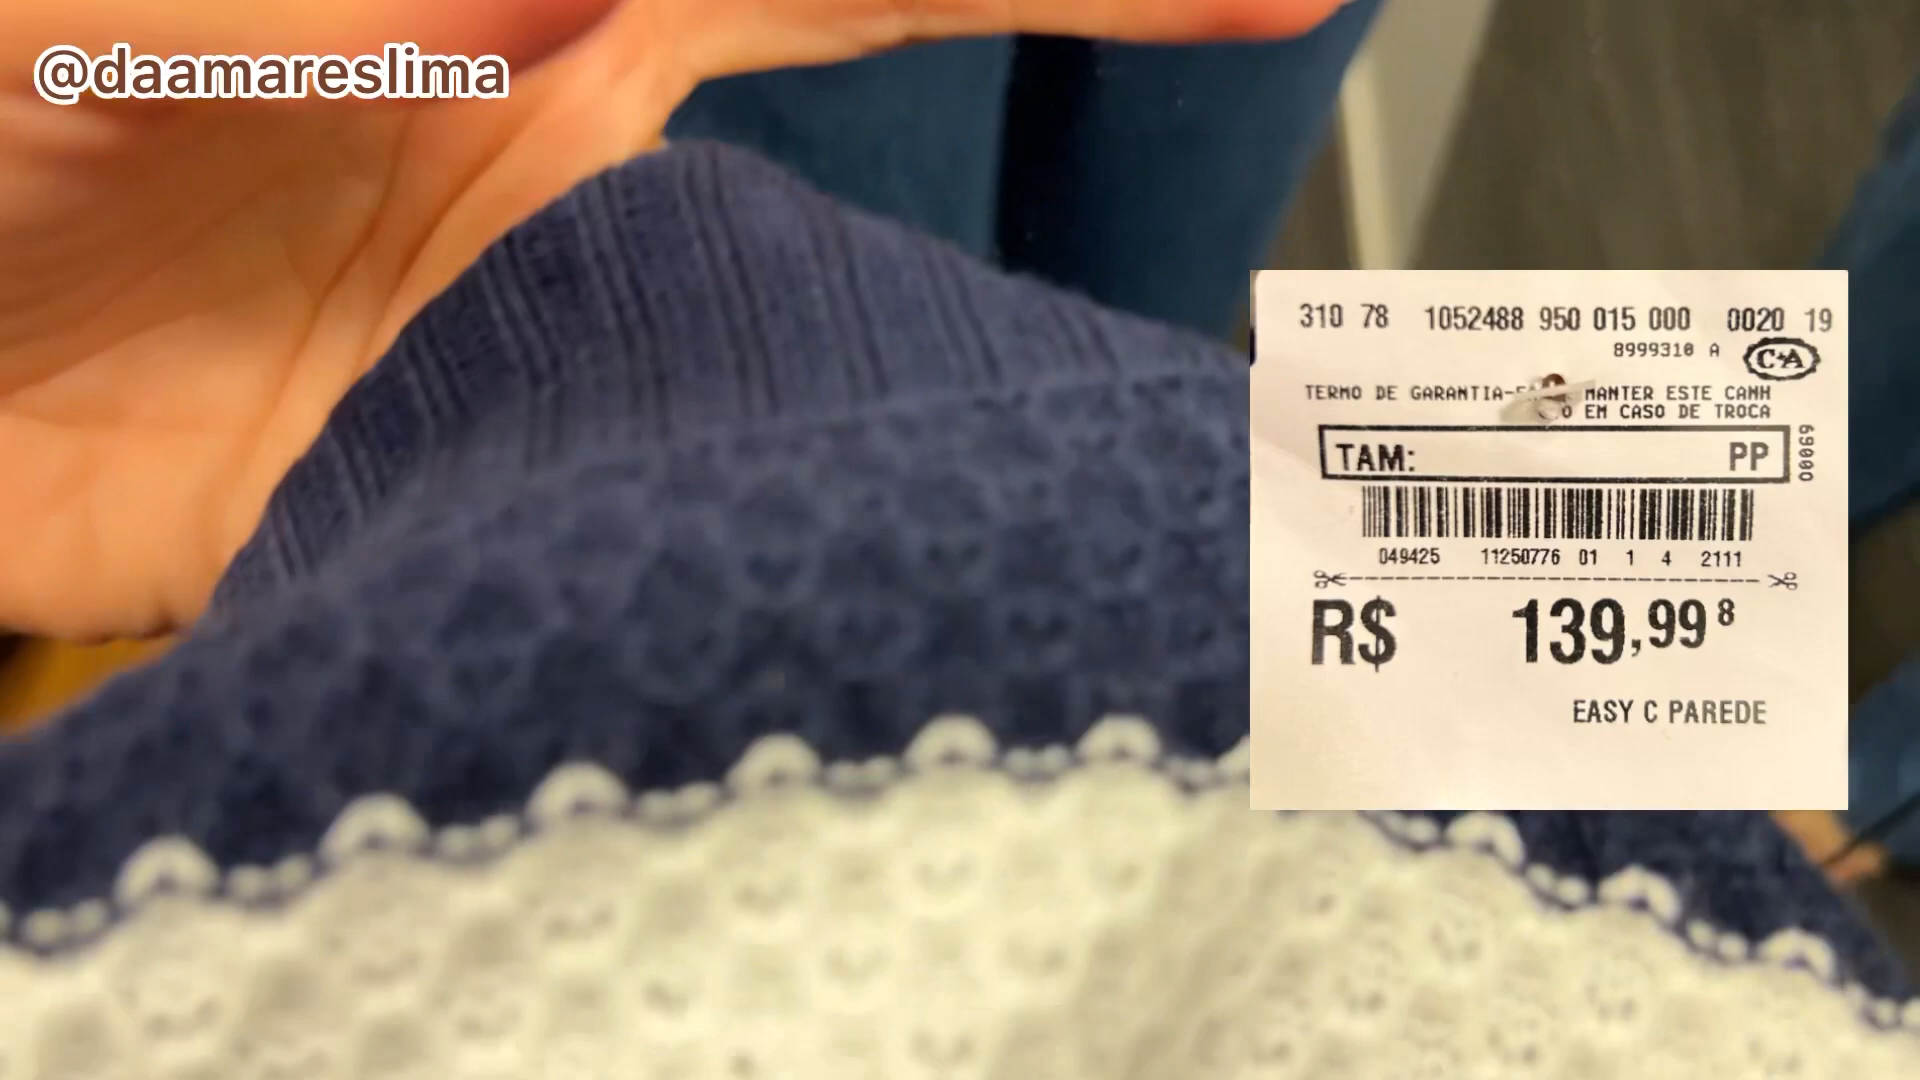 @daamareslima
310 78 1052488 950 015 000 0020 19
8999310 A C&A
TERMO DE GARANTIA- MANTER ESTE CANH
O EM CASO DE TROCA
TAM: PP
00069
049425 11250776 01 1 4 2111
R$ 139,99 8
EASY C PAREDE